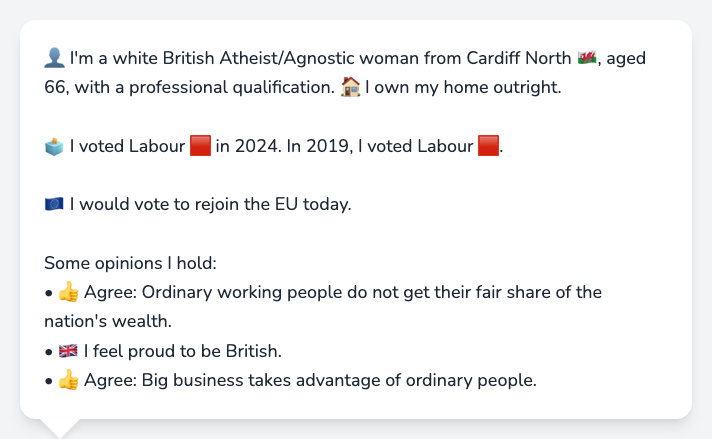 👤 I'm a white British Atheist/Agnostic woman from Cardiff North 🏴󠁧󠁢󠁷󠁬󠁳󠁿, aged
66, with a professional qualification. 🏠 I own my home outright.
🗳️ I voted Labour 🟥 in 2024. In 2019, I voted Labour 🟥.
🇪🇺 I would vote to rejoin the EU today.
Some opinions I hold:
• 👍 Agree: Ordinary working people do not get their fair share of the
nation's wealth.
• 🇬🇧 I feel proud to be British.
• 👍 Agree: Big business takes advantage of ordinary people.